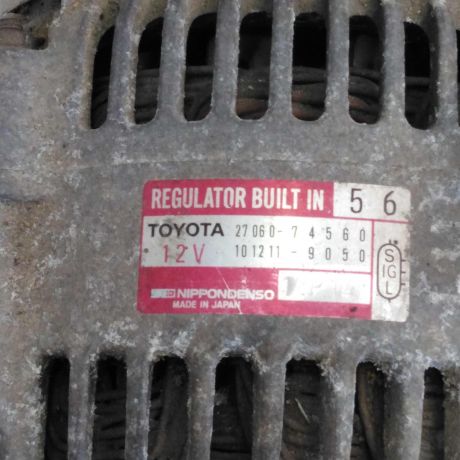 REGULATOR BUILT IN 56
TOYOTA 27060-74560
12V 101211-9050
S
IG
L
NIPPONDENSO
MADE IN JAPAN